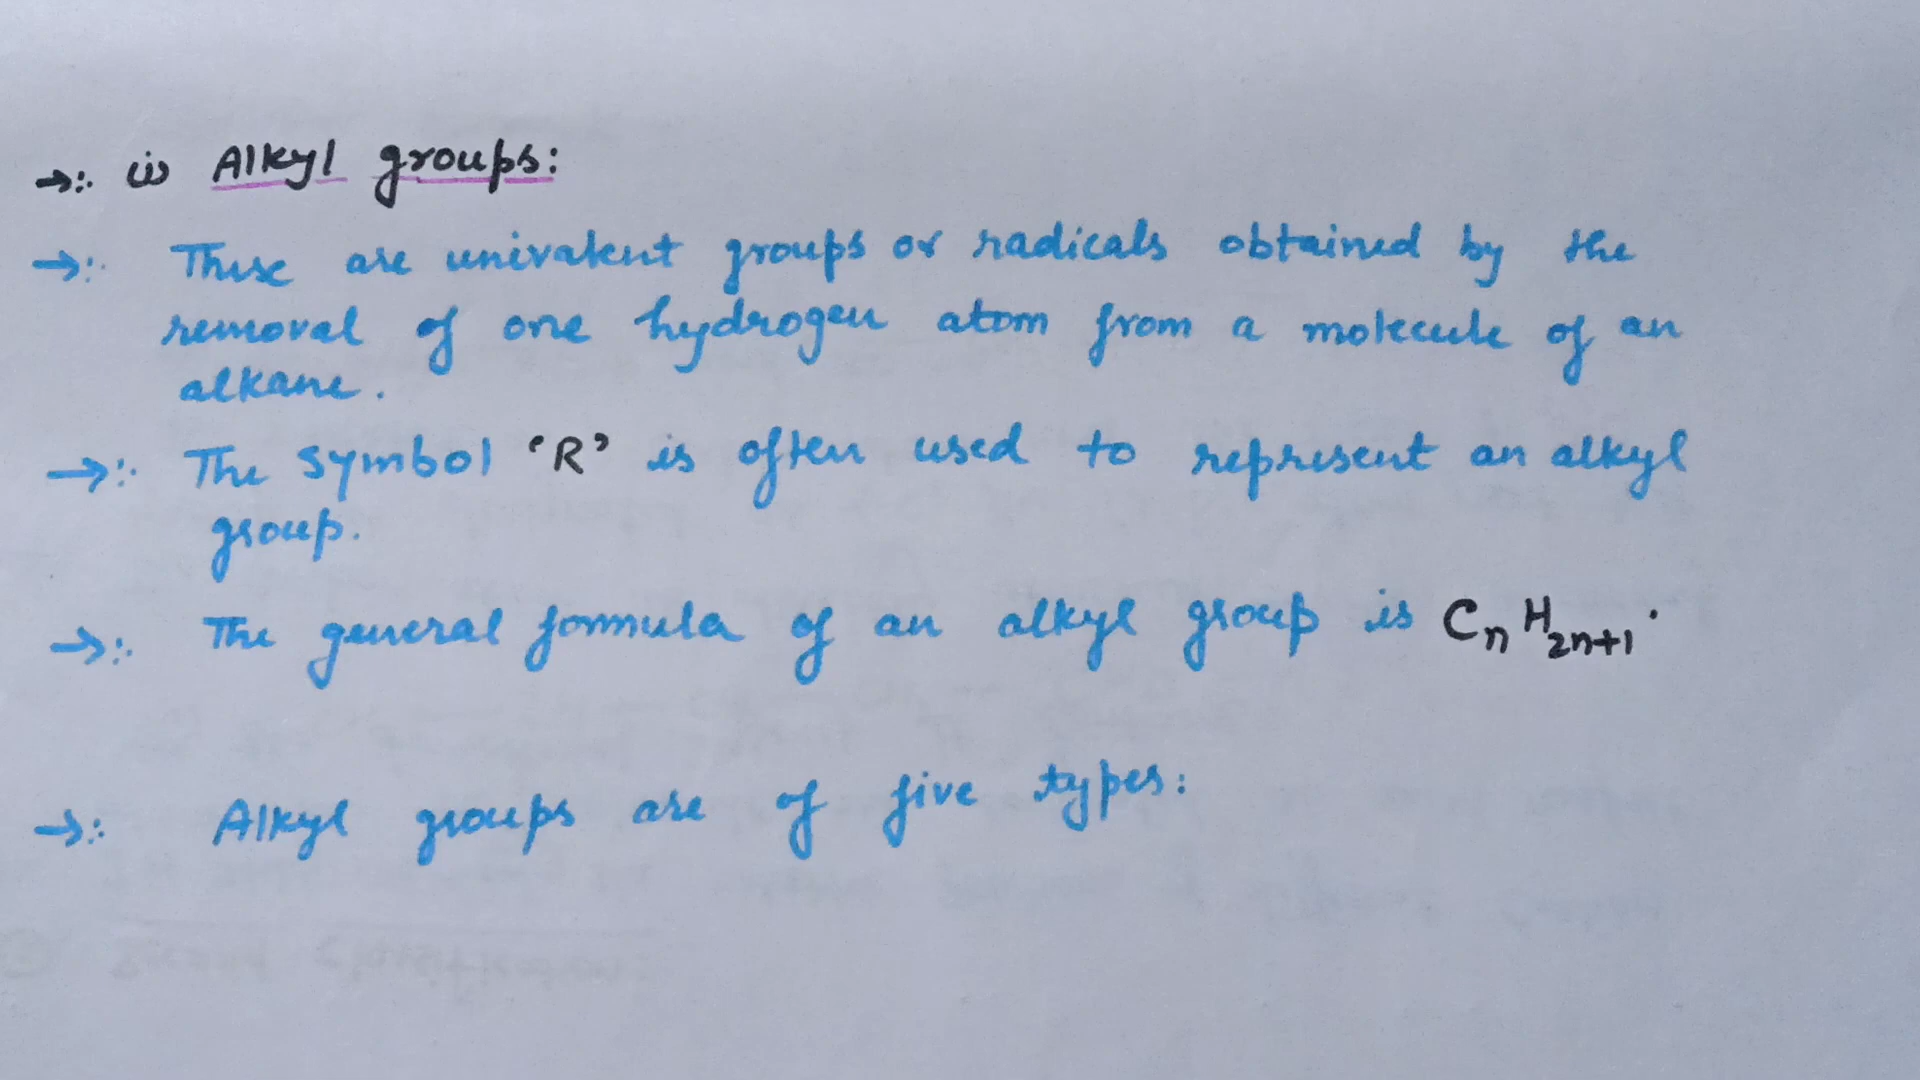 →:. (i) Alkyl groups:
→:. These are univalent groups or radicals obtained by the
removal of one hydrogen atom from a molecule of an
alkane.
→:. The symbol ‘R’ is often used to represent an alkyl
group.
→:. The general formula of an alkyl group is CₙH₂ₙ₊₁.
→:. Alkyl groups are of five types: